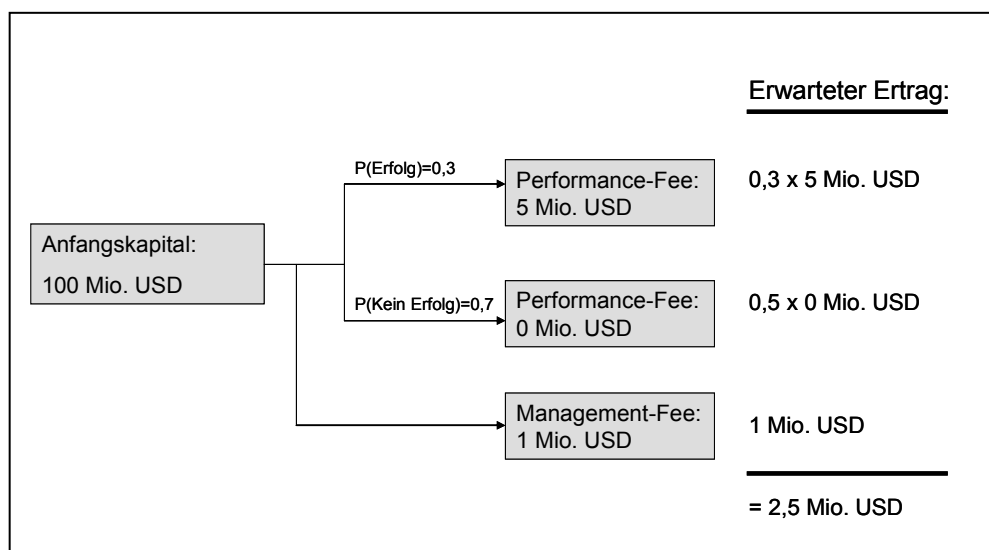 Erwarteter Ertrag:
P(Erfolg)=0,3
Performance-Fee:
5 Mio. USD
0,3 x 5 Mio. USD
Anfangskapital:
100 Mio. USD
P(Kein Erfolg)=0,7
Performance-Fee:
0 Mio. USD
0,5 x 0 Mio. USD
Management-Fee:
1 Mio. USD
1 Mio. USD
= 2,5 Mio. USD